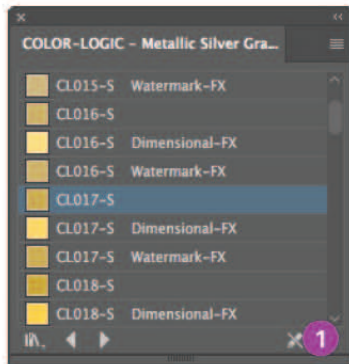 COLOR-LOGIC - Metallic Silver Gra...
CL015-S Watermark-FX
CL016-S
CL016-S Dimensional-FX
CL016-S Watermark-FX
CL017-S
CL017-S Dimensional-FX
CL017-S Watermark-FX
CL018-S
CL018-S Dimensional-FX
1